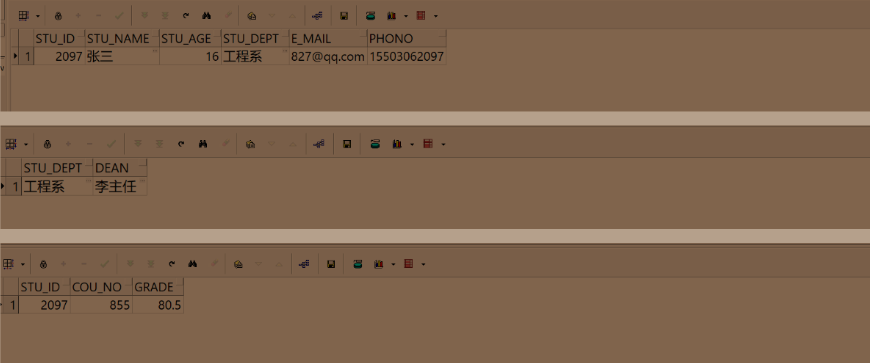 STU_ID STU_NAME STU_AGE STU_DEPT E_MAIL PHONO
1 2097 张三 16 工程系 827@qq.com 15503062097
STU_DEPT DEAN
1 工程系 李主任
STU_ID COU_NO GRADE
1 2097 855 80.5